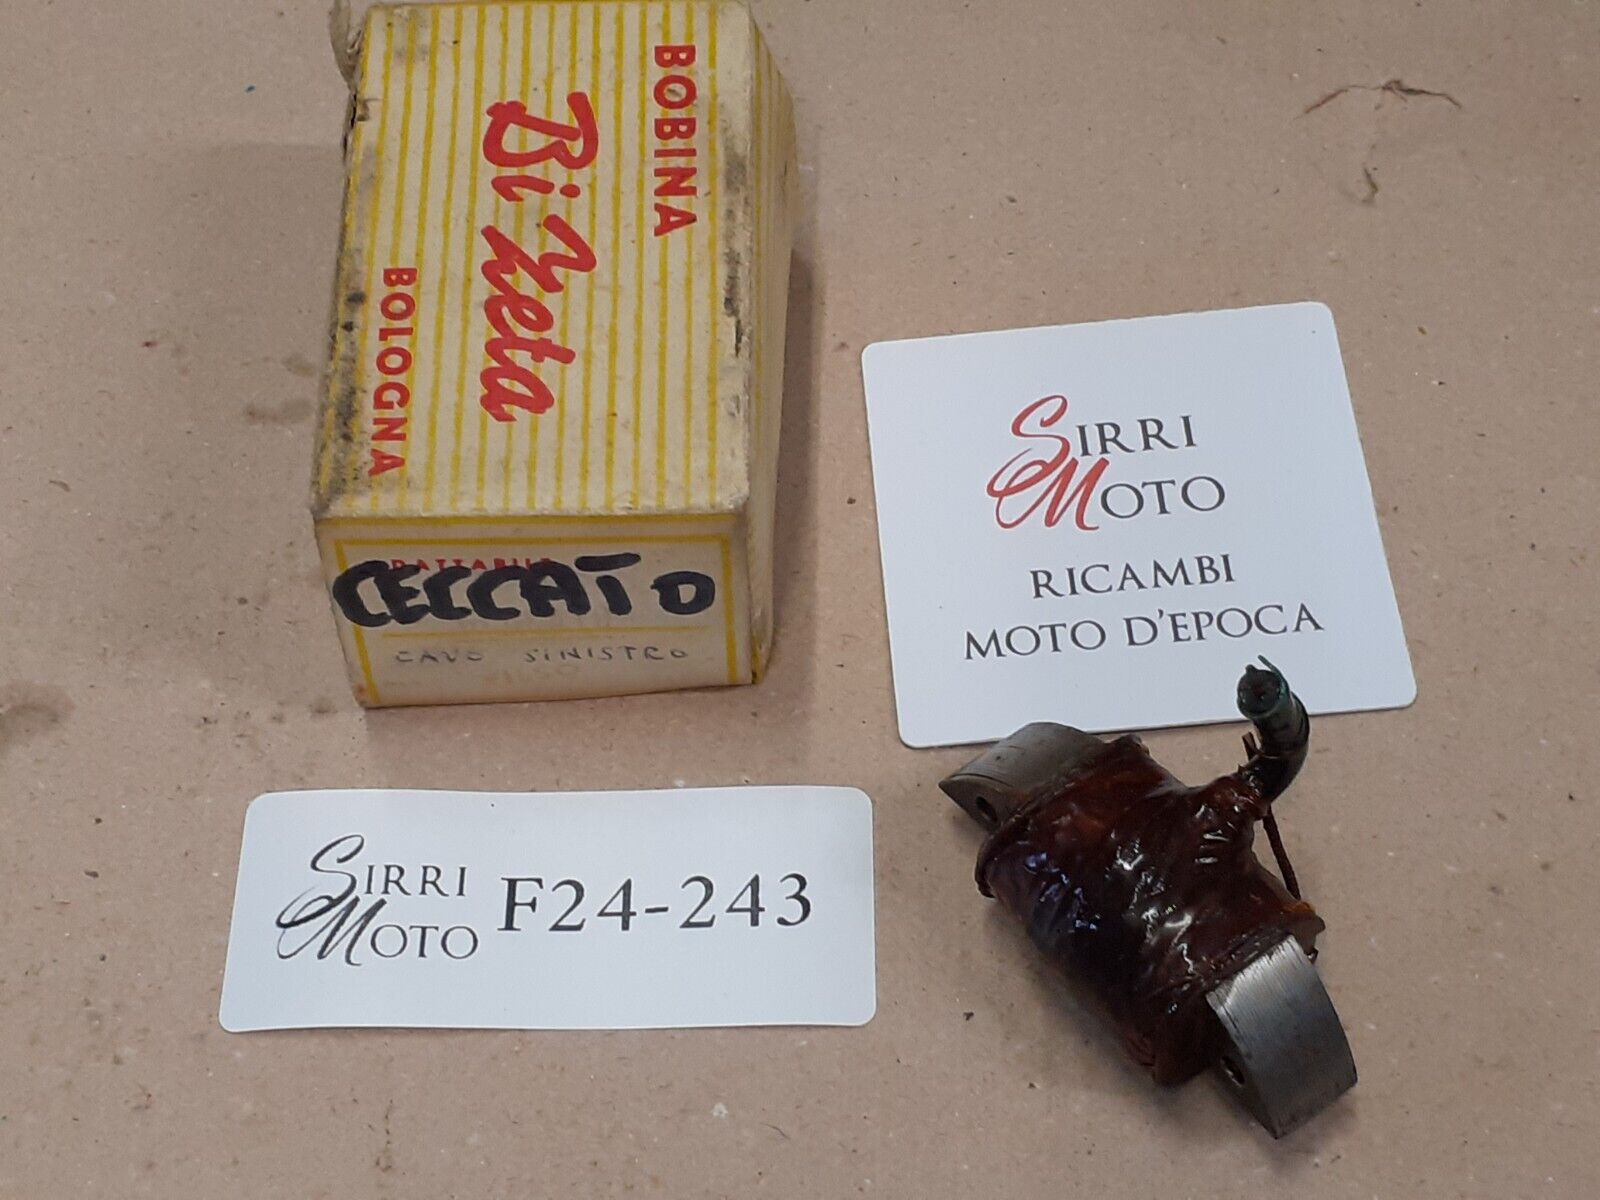 BOBINA
Bi Zeta
BOLOGNA
CECCATO
CAVO SINISTRO
SIRRI
MOTO
RICAMBI
MOTO D'EPOCA
SIRRI
MOTO
F24-243